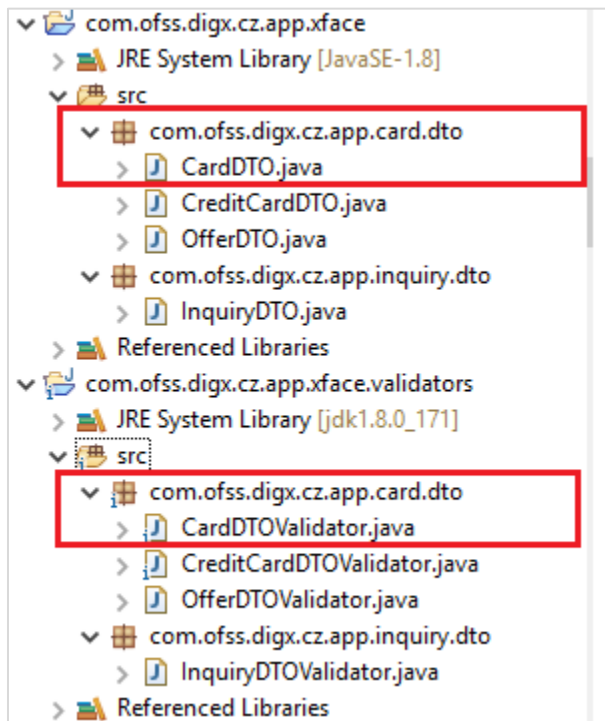 com.ofss.digx.cz.app.xface
JRE System Library [JavaSE-1.8]
src
com.ofss.digx.cz.app.card.dto
CardDTO.java
CreditCardDTO.java
OfferDTO.java
com.ofss.digx.cz.app.inquiry.dto
InquiryDTO.java
Referenced Libraries
com.ofss.digx.cz.app.xface.validators
JRE System Library [jdk1.8.0_171]
src
com.ofss.digx.cz.app.card.dto
CardDTOValidator.java
CreditCardDTOValidator.java
OfferDTOValidator.java
com.ofss.digx.cz.app.inquiry.dto
InquiryDTOValidator.java
Referenced Libraries